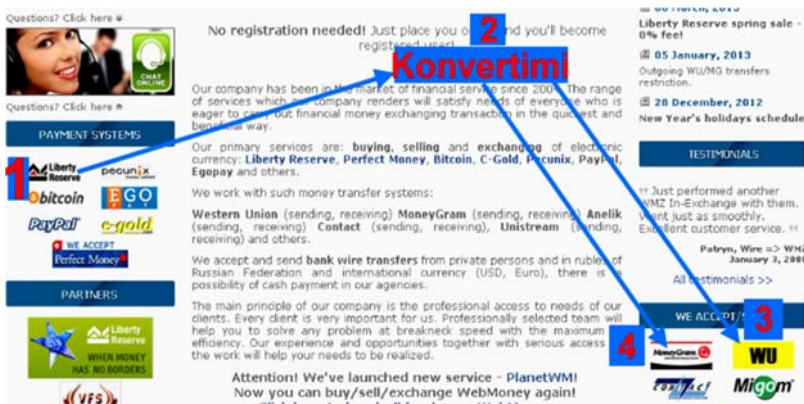 Questions? Click here
CHAT ONLINE
Questions? Click here
PAYMENT SYSTEMS
1
Liberty Reserve
pecunix
bitcoin
EGO PAY
PayPal
e-gold
WE ACCEPT
Perfect Money
PARTNERS
Liberty Reserve
WHEN MONEY
HAS NO BORDERS
(VFS)
No registration needed! Just place you and you'll become
registered user!
2
Konvertimi
Our company has been in the market of financial service since 200 The range
of services which our company renders will satisfy needs of everyone who is
eager to carry out financial money exchanging transaction in the quickest and
beneficial way.
Our primary services are: buying, selling and exchanging of electronic
currency: Liberty Reserve, Perfect Money, Bitcoin, C-Gold, Pecunix, PayPal,
Egopay and others.
We work with such money transfer systems:
Western Union (sending, receiving) MoneyGram (sending, receiving) Anelik
(sending, receiving) Contact (sending, receiving), Unistream (sending,
receiving) and others.
We accept and send bank wire transfers from private persons and in rubles of
Russian Federation and international currency (USD, Euro), there is a
possibility of cash payment in our agencies.
The main principle of our company is the professional access to needs of our
clients. Every client is very important for us. Professionally selected team will
help you to solve any problem at breakneck speed with the maximum
efficiency. Our experience and opportunities together with serious access
the work will help your needs to be realized.
Attention! We've launched new service - PlanetWM!
Now you can buy/sell/exchange WebMoney again!
Liberty Reserve spring sale -
0% fee!
05 January, 2013
Outgoing WU/MG transfers
restriction.
28 December, 2012
New Year's holidays schedule
TESTIMONIALS
Just performed another
WMZ In-Exchange with them.
Went just as smoothly.
Excellent customer service.
Patryn, Wire => WMZ
January 3, 200
All testimonials >>
WE ACCEPT/
3
4
MoneyGram
WU
CONTACT
Migom